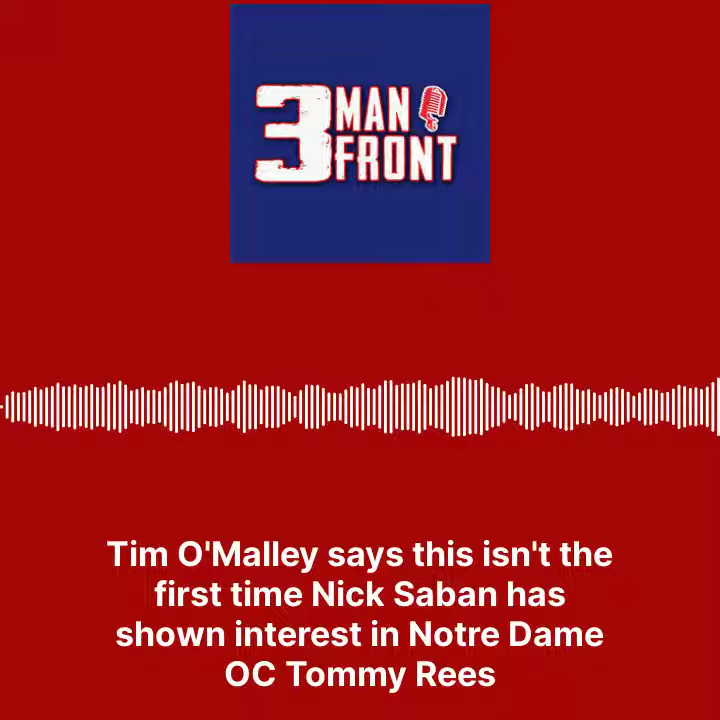 3 MAN
FRONT
Tim O'Malley says this isn't the
first time Nick Saban has
shown interest in Notre Dame
OC Tommy Rees